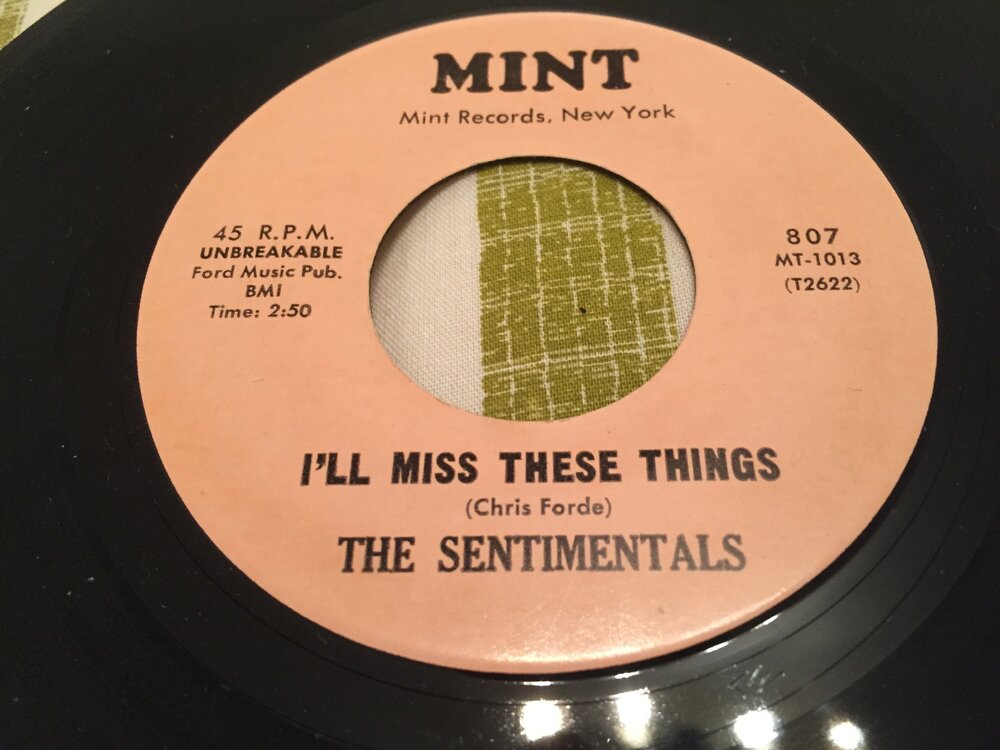 MINT
Mint Records, New York
45 R.P.M.
UNBREAKABLE
Ford Music Pub.
BMI
Time: 2:50
807
MT-1013
(T2622)
I'LL MISS THESE THINGS
(Chris Forde)
THE SENTIMENTALS